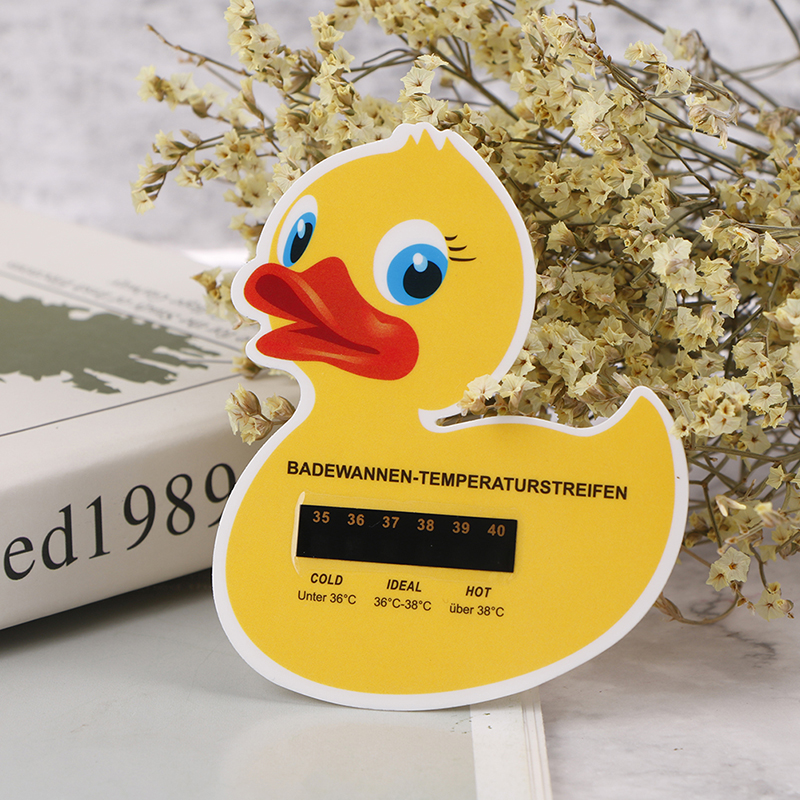 BADEWANNEN-TEMPERATURSTREIFEN
35 36 37 38 39 40
COLD IDEAL HOT
Unter 36°C 36°C-38°C über 38°C
ed1989